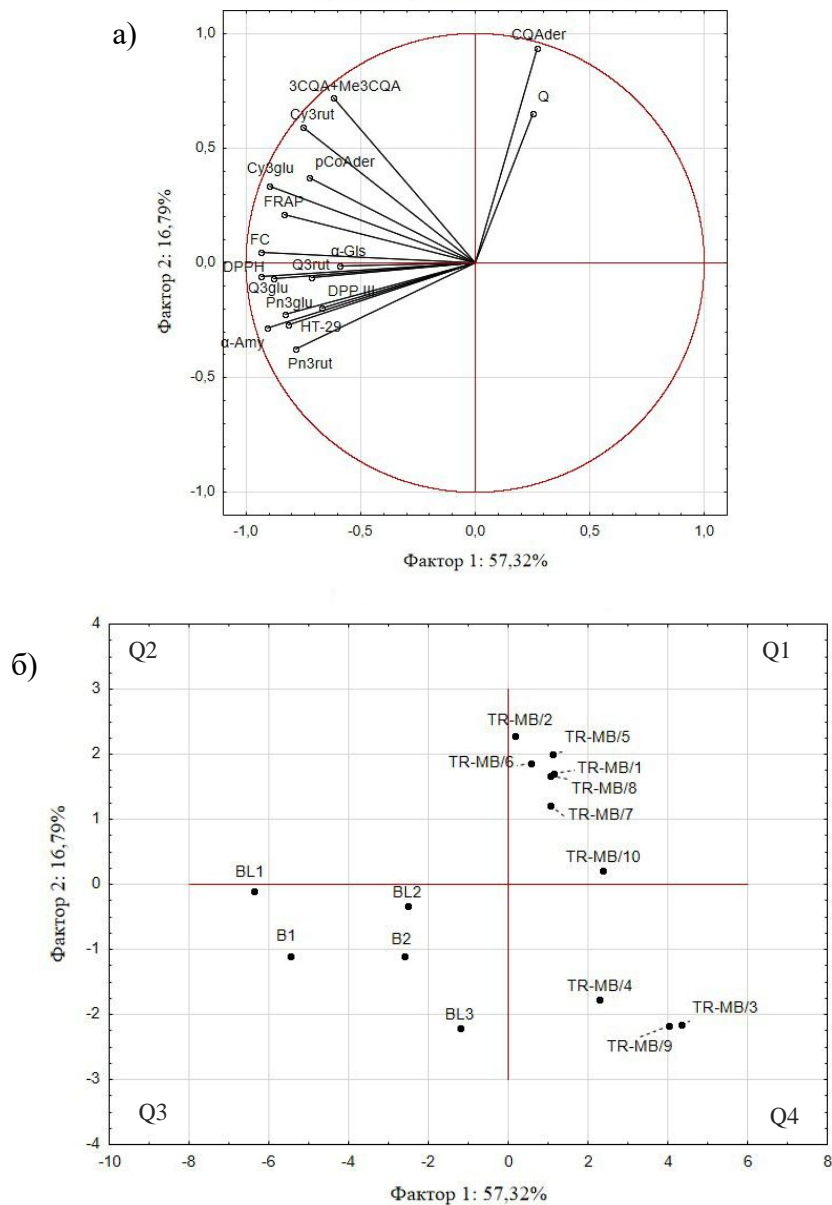 а)
1,0
CQAder
3CQA+Me3CQA
Q
Cy3rut
0,5
pCoAder
Cy3glu
FRAP
FC
α-Gls
0,0
DPPH
Q3rut
Q3glu
DPP III
Pn3glu
HT-29
α-Amy
Pn3rut
-0,5
-1,0
Фактор 2: 16,79%
-1,0 -0,5 0,0 0,5 1,0
Фактор 1: 57,32%
б)
4
Q2 Q1
3
TR-MB/2
TR-MB/5
2
TR-MB/6
TR-MB/1
TR-MB/8
TR-MB/7
1
TR-MB/10
0
BL1
BL2
B1 B2
-1
TR-MB/4
BL3
TR-MB/3
-2
TR-MB/9
-3
Q3 Q4
-4
Фактор 2: 16,79%
-10 -8 -6 -4 -2 0 2 4 6 8
Фактор 1: 57,32%